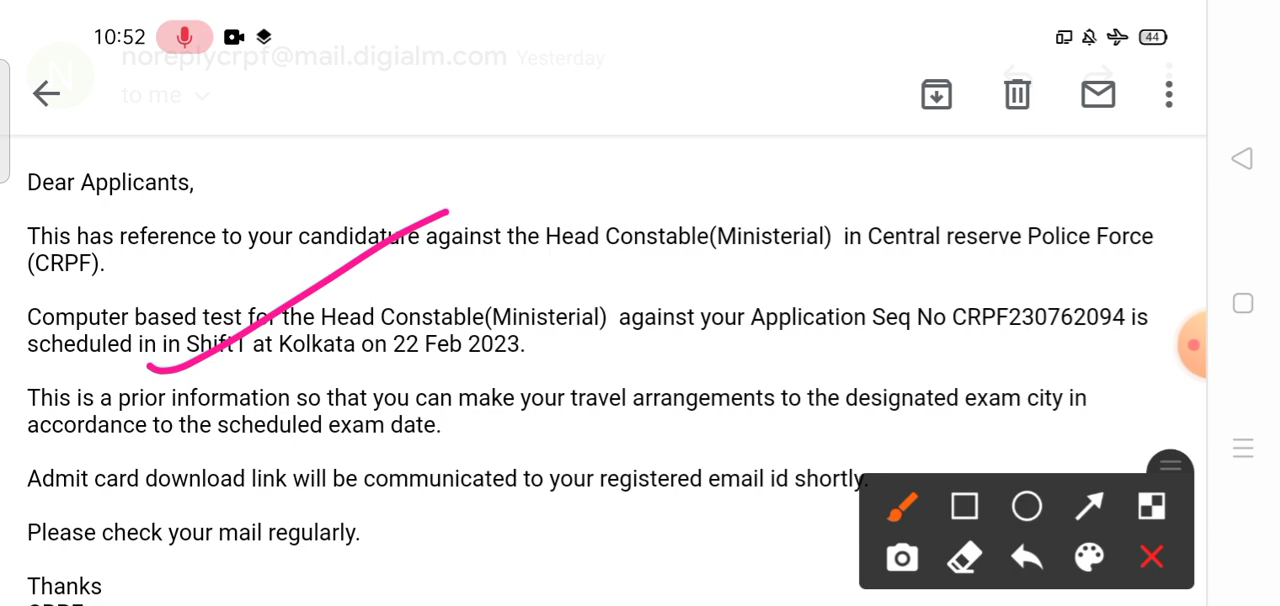 10:52
44
N
noreplycrpf@mail.digialm.com Yesterday
to me
Dear Applicants,
This has reference to your candidature against the Head Constable(Ministerial) in Central reserve Police Force
(CRPF).
Computer based test for the Head Constable(Ministerial) against your Application Seq No CRPF230762094 is
scheduled in in Shift1 at Kolkata on 22 Feb 2023.
This is a prior information so that you can make your travel arrangements to the designated exam city in
accordance to the scheduled exam date.
Admit card download link will be communicated to your registered email id shortly.
Please check your mail regularly.
Thanks